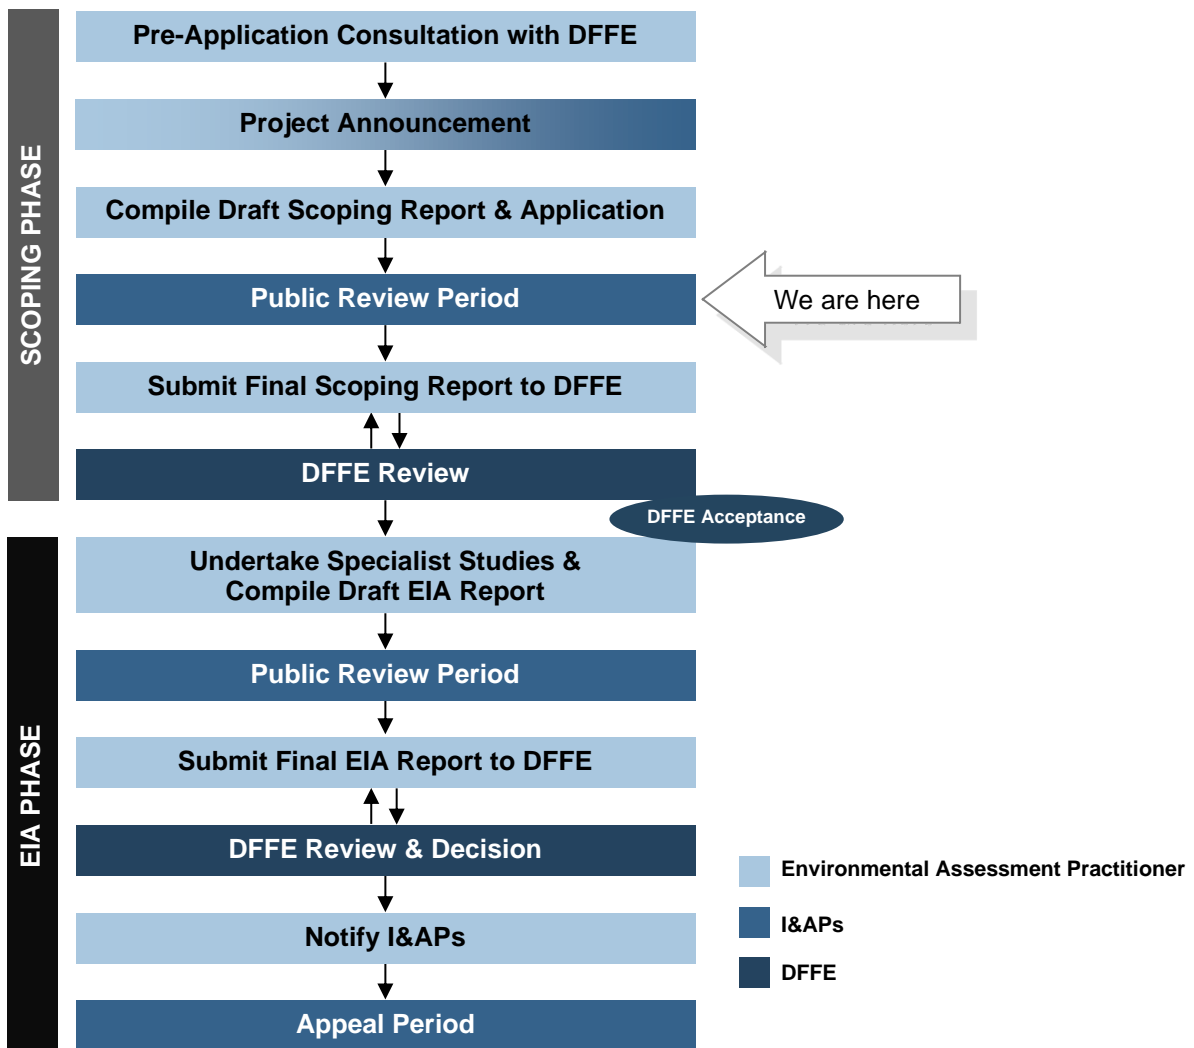 SCOPING PHASE
Pre-Application Consultation with DFFE
Project Announcement
Compile Draft Scoping Report & Application
Public Review Period
We are here
Submit Final Scoping Report to DFFE
DFFE Review
DFFE Acceptance
EIA PHASE
Undertake Specialist Studies &
Compile Draft EIA Report
Public Review Period
Submit Final EIA Report to DFFE
DFFE Review & Decision
Notify I&APs
Appeal Period
Environmental Assessment Practitioner
I&APs
DFFE